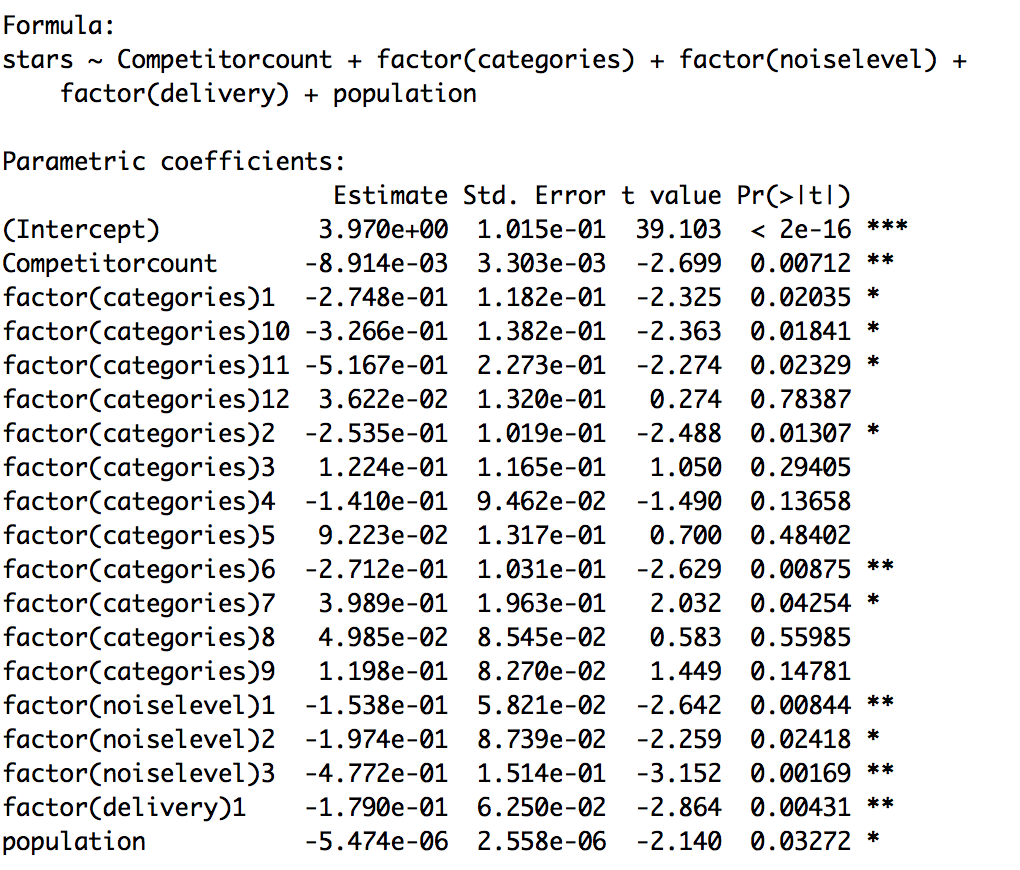 Formula:
stars ~ Competitorcount + factor(categories) + factor(noiselevel) +
    factor(delivery) + population

Parametric coefficients:
                       Estimate Std. Error t value Pr(>|t|)
(Intercept)           3.970e+00  1.015e-01  39.103  < 2e-16 ***
Competitorcount      -8.914e-03  3.303e-03  -2.699  0.00712 **
factor(categories)1  -2.748e-01  1.182e-01  -2.325  0.02035 *
factor(categories)10 -3.266e-01  1.382e-01  -2.363  0.01841 *
factor(categories)11 -5.167e-01  2.273e-01  -2.274  0.02329 *
factor(categories)12  3.622e-02  1.320e-01   0.274  0.78387
factor(categories)2  -2.535e-01  1.019e-01  -2.488  0.01307 *
factor(categories)3   1.224e-01  1.165e-01   1.050  0.29405
factor(categories)4  -1.410e-01  9.462e-02  -1.490  0.13658
factor(categories)5   9.223e-02  1.317e-01   0.700  0.48402
factor(categories)6  -2.712e-01  1.031e-01  -2.629  0.00875 **
factor(categories)7   3.989e-01  1.963e-01   2.032  0.04254 *
factor(categories)8   4.985e-02  8.545e-02   0.583  0.55985
factor(categories)9   1.198e-01  8.270e-02   1.449  0.14781
factor(noiselevel)1  -1.538e-01  5.821e-02  -2.642  0.00844 **
factor(noiselevel)2  -1.974e-01  8.739e-02  -2.259  0.02418 *
factor(noiselevel)3  -4.772e-01  1.514e-01  -3.152  0.00169 **
factor(delivery)1    -1.790e-01  6.250e-02  -2.864  0.00431 **
population           -5.474e-06  2.558e-06  -2.140  0.03272 *